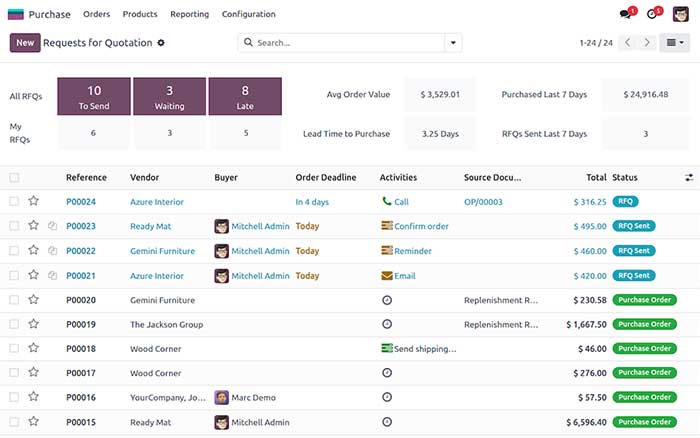 Purchase Orders Products Reporting Configuration 1 5
New Requests for Quotation Search... 1-24 / 24
All RFQs 10 To Send 3 Waiting 8 Late Avg Order Value $ 3,529.01 Purchased Last 7 Days $ 24,916.48
My RFQs 6 3 5 Lead Time to Purchase 3.25 Days RFQs Sent Last 7 Days 3
Reference Vendor Buyer Order Deadline Activities Source Docu... Total Status
P00024 Azure Interior In 4 days Call OP/00003 $ 316.25 RFQ
P00023 Ready Mat Mitchell Admin Today Confirm order $ 495.00 RFQ Sent
P00022 Gemini Furniture Mitchell Admin Today Reminder $ 460.00 RFQ Sent
P00021 Azure Interior Mitchell Admin Today Email $ 420.00 RFQ Sent
P00020 Gemini Furniture Replenishment R... $ 230.58 Purchase Order
P00019 The Jackson Group Replenishment R... $ 1,667.50 Purchase Order
P00018 Wood Corner Send shipping... $ 46.00 Purchase Order
P00017 Wood Corner $ 276.00 Purchase Order
P00016 YourCompany, Jo... Marc Demo $ 57.50 Purchase Order
P00015 Ready Mat Mitchell Admin $ 6,596.40 Purchase Order